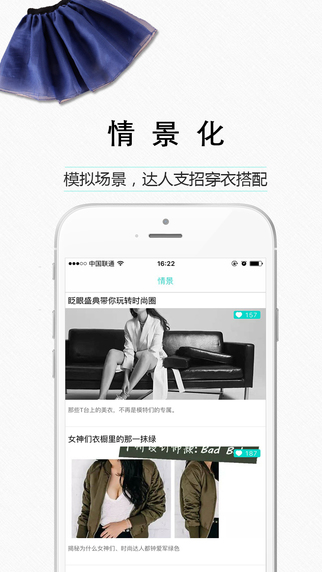 情景化
模拟场景，达人支招穿衣搭配
中国联通 16:22
情景
眨眼盛典带你玩转时尚圈
157
那些T台上的美衣，不再是模特们的专属。
女神们衣橱里的那一抹绿
187
揭秘为什么女神们，时尚达人都钟爱军绿色